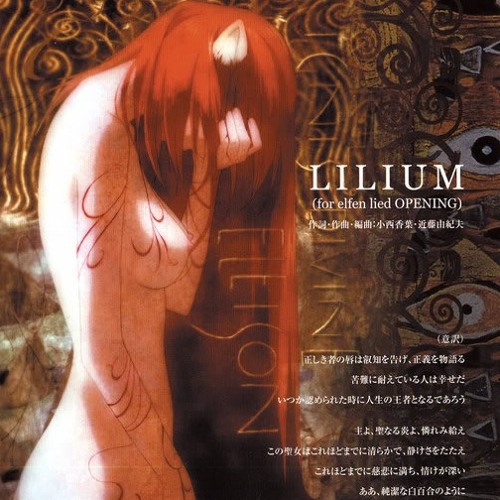 LILIUM
(for elfen lied OPENING)
作詞・作曲・編曲:小西香葉・近藤由紀夫
ELEISON
(意訳)
正しき者の唇は叡知を告げ、正義を物語る
苦難に耐えている人は幸せだ
いつか認められた時に人生の王者となるであろう
主よ、聖なる炎よ、憐れみ給え
この聖女はこれほどまでに清らかで、静けさをたたえ
これほどまでに慈悲に満ち、情けが深い
ああ、純潔な白百合のように